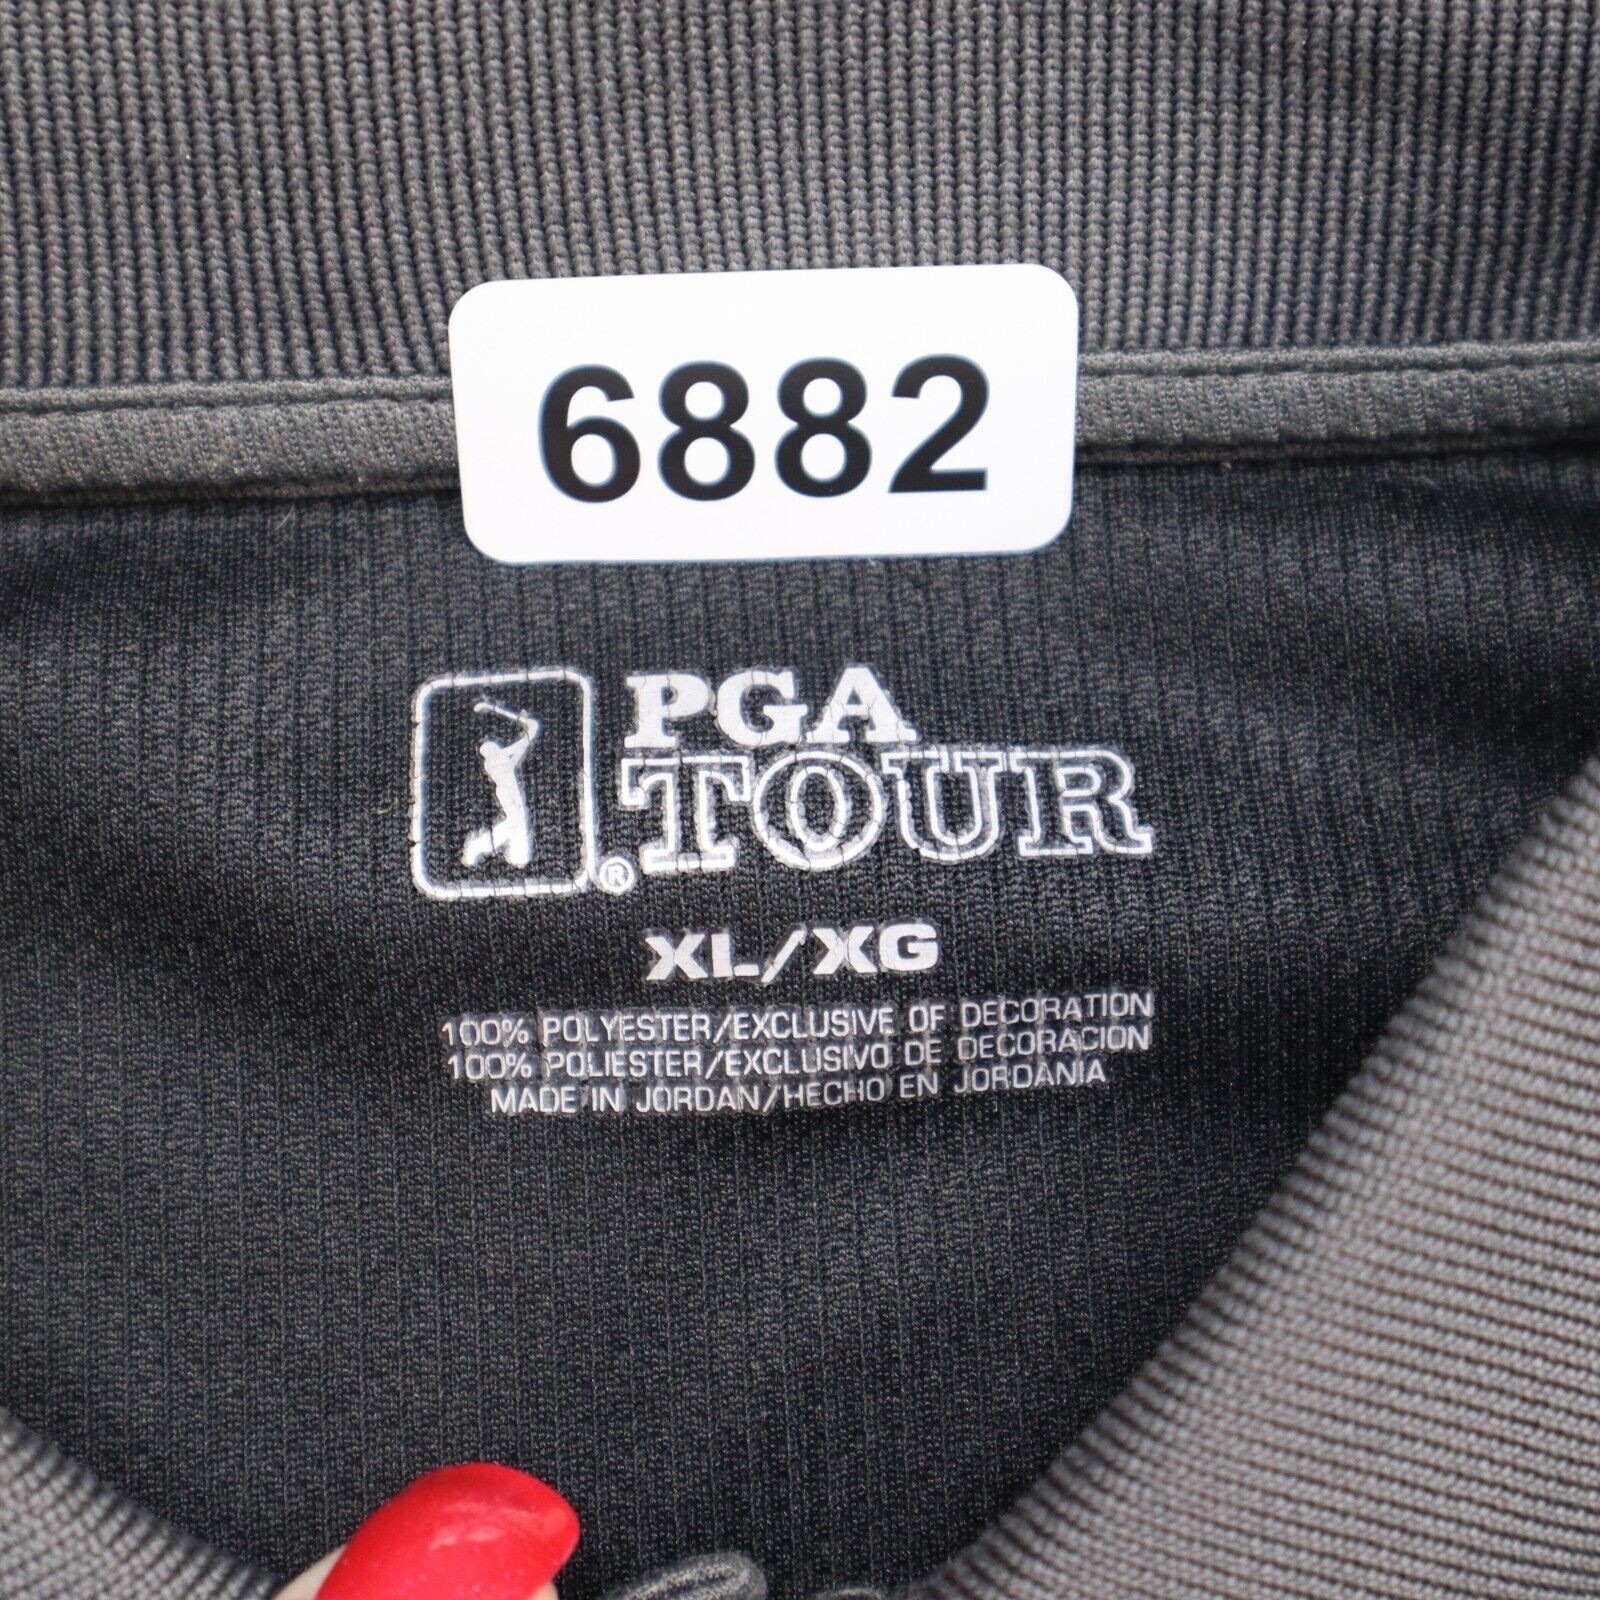 6882
PGA
TOUR
®
XL/XG
100% POLYESTER/EXCLUSIVE OF DECORATION
100% POLIESTER/EXCLUSIVO DE DECORACION
MADE IN JORDAN/HECHO EN JORDANIA